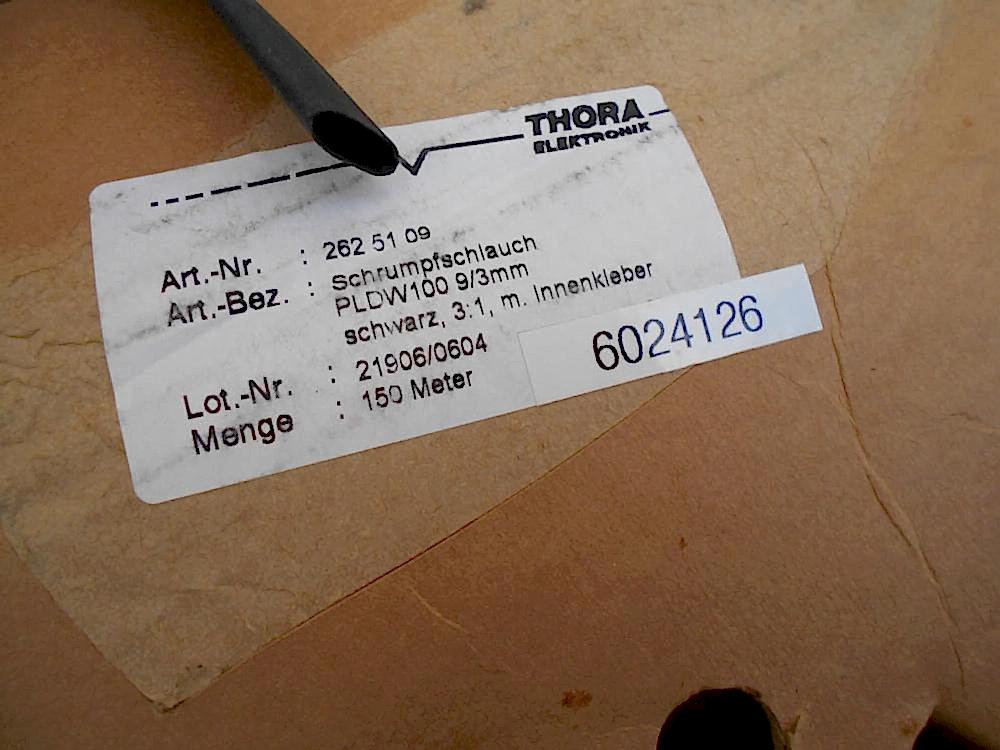 THORA
ELEKTRONIK
Art.-Nr. : 262 51 09
Art.-Bez. : Schrumpfschlauch
PLDW100 9/3mm
schwarz, 3:1, m. Innenkleber
Lot.-Nr. : 21906/0604
Menge : 150 Meter
6024126